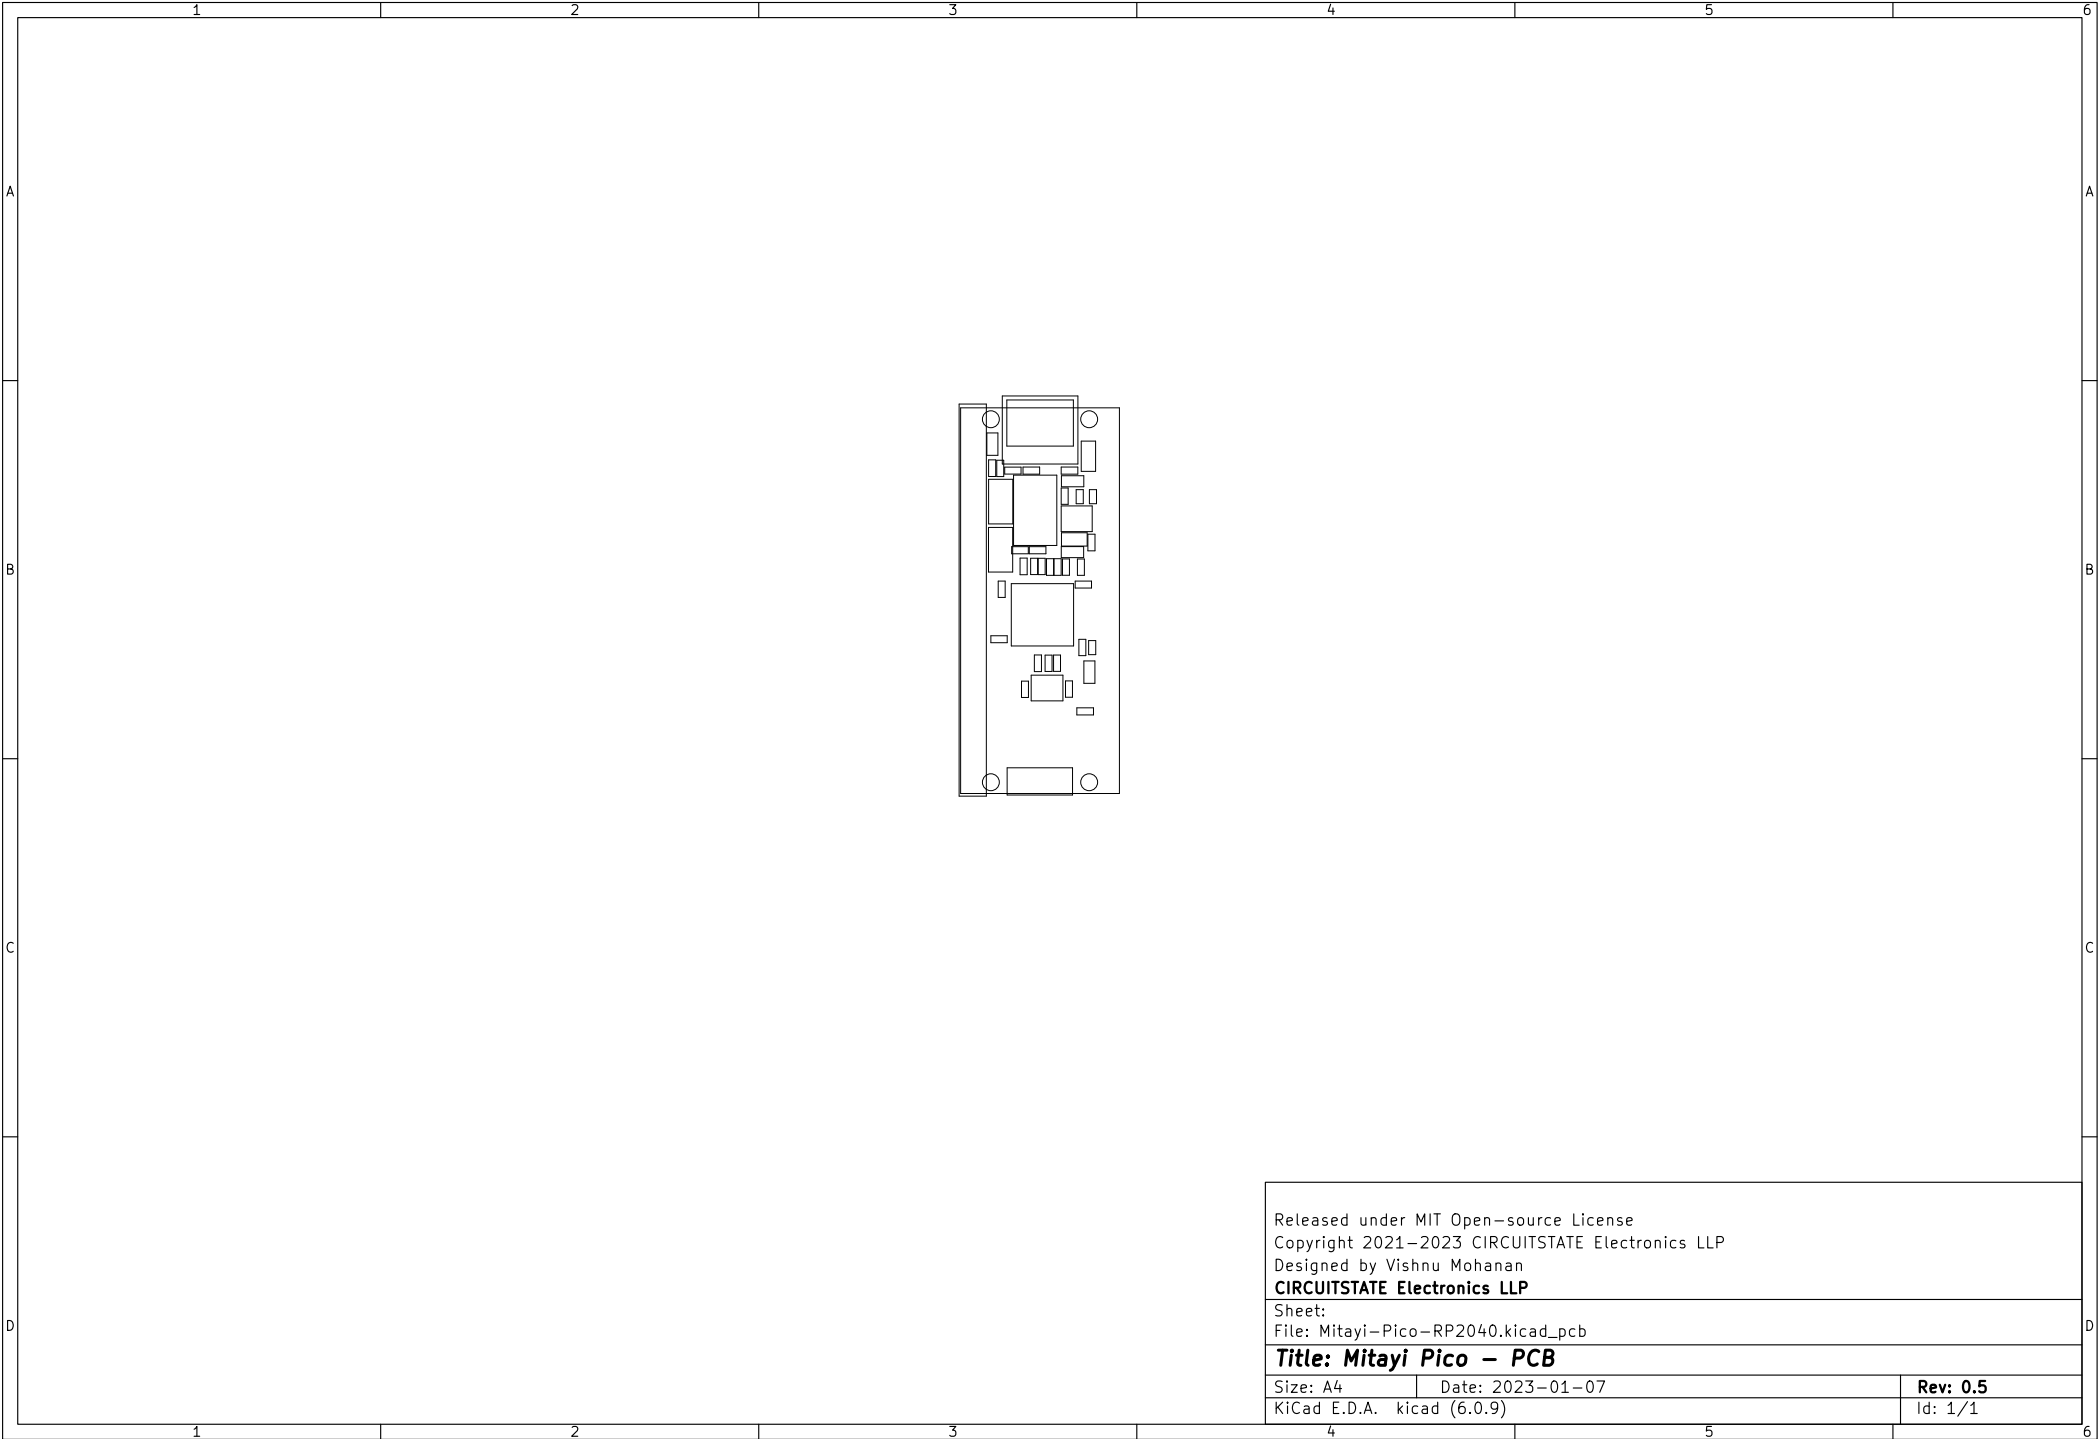 1 2 3 4 5 6
A A
B B
C C
Released under MIT Open-source License
Copyright 2021-2023 CIRCUITSTATE Electronics LLP
Designed by Vishnu Mohanan
CIRCUITSTATE Electronics LLP
Sheet:
D D
File: Mitayi-Pico-RP2040.kicad_pcb
Title: Mitayi Pico - PCB
Size: A4 Date: 2023-01-07 Rev: 0.5
KiCad E.D.A. kicad (6.0.9) Id: 1/1
1 2 3 4 5 6